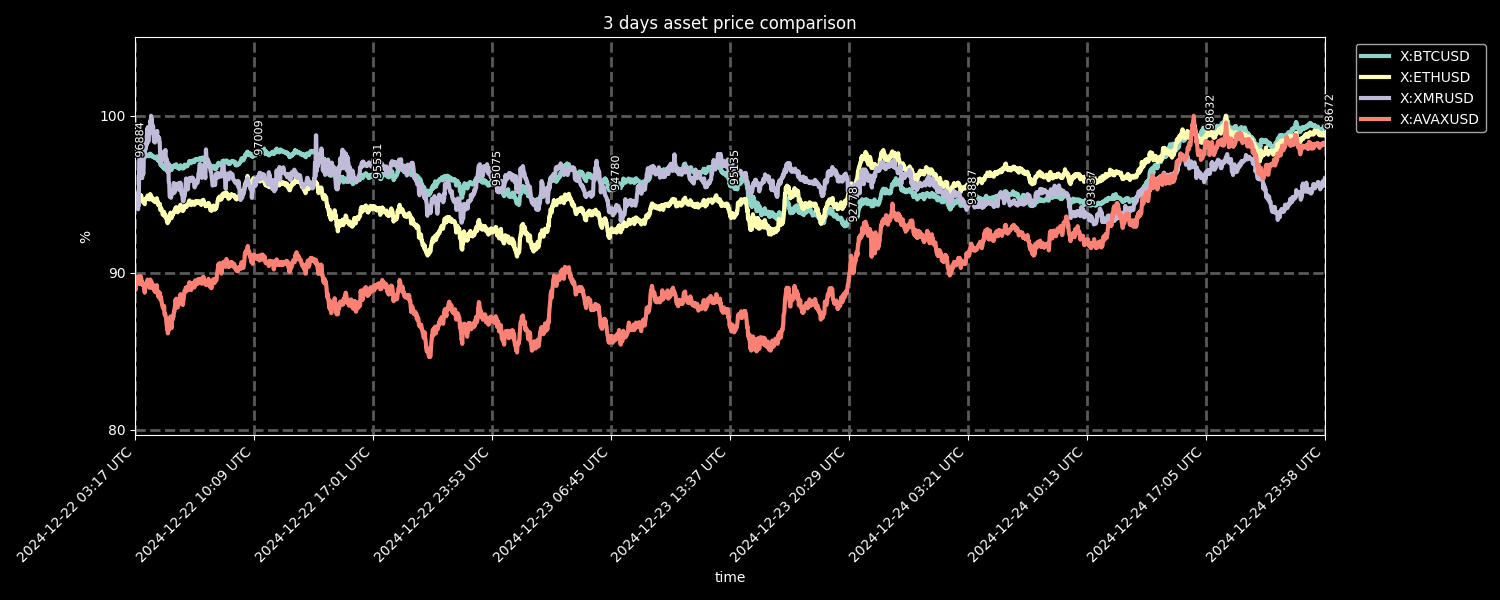 3 days asset price comparison
X:BTCUSD
X:ETHUSD
X:XMRUSD
X:AVAXUSD
100
90
80
%
96884
97009
95531
95075
94780
95135
92778
93887
93837
98632
98672
2024-12-22 03:17 UTC
2024-12-22 10:09 UTC
2024-12-22 17:01 UTC
2024-12-22 23:53 UTC
2024-12-23 06:45 UTC
2024-12-23 13:37 UTC
2024-12-23 20:29 UTC
2024-12-24 03:21 UTC
2024-12-24 10:13 UTC
2024-12-24 17:05 UTC
2024-12-24 23:58 UTC
time